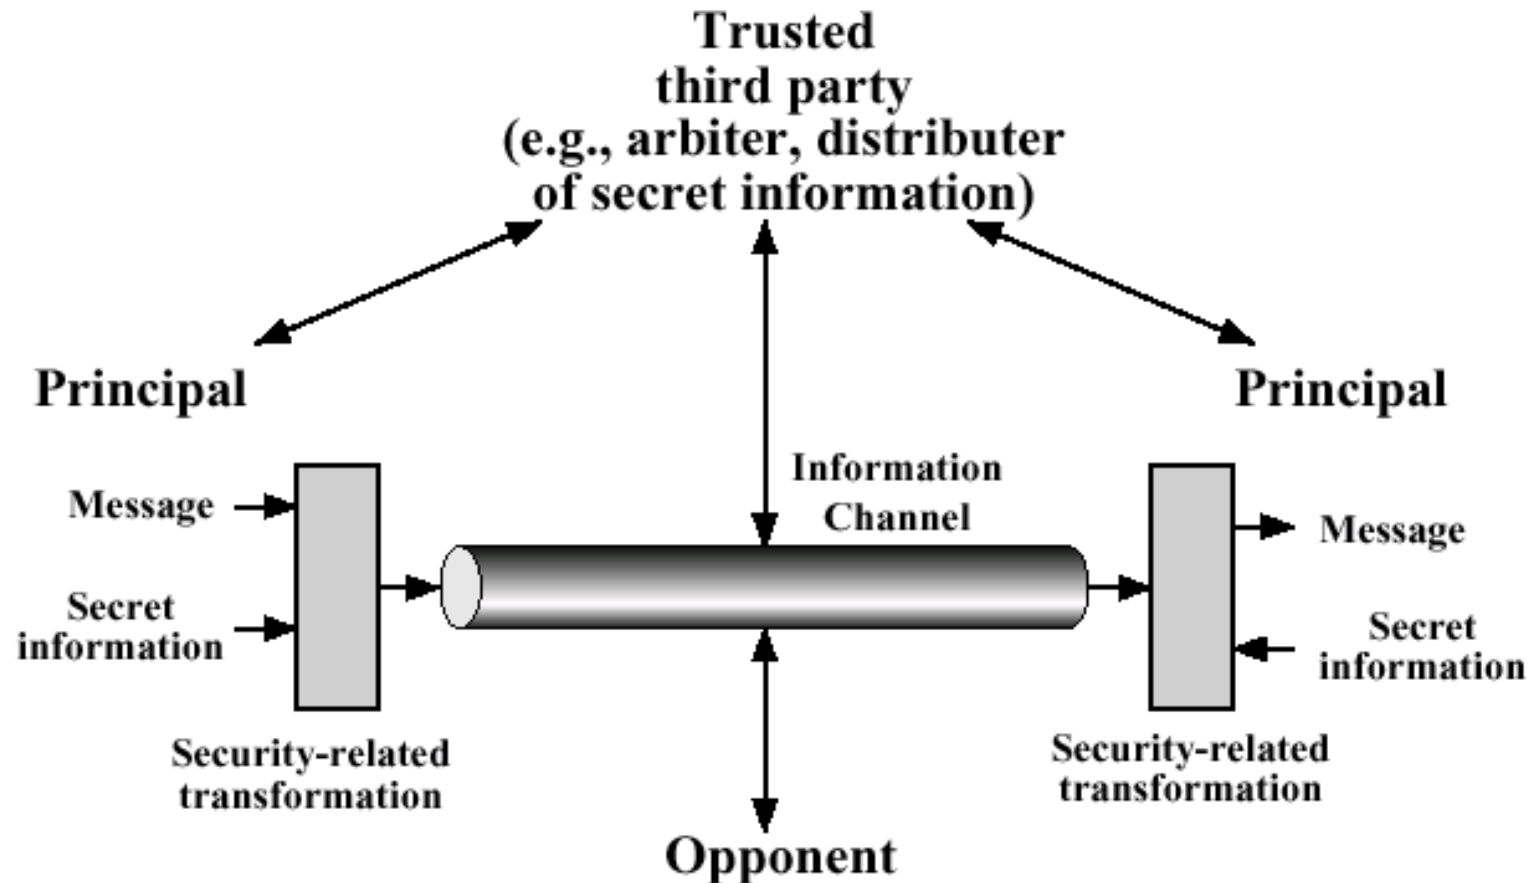 Trusted
third party
(e.g., arbiter, distributer
of secret information)
Principal
Principal
Information
Channel
Message
Secret
information
Message
Secret
information
Security-related
transformation
Security-related
transformation
Opponent